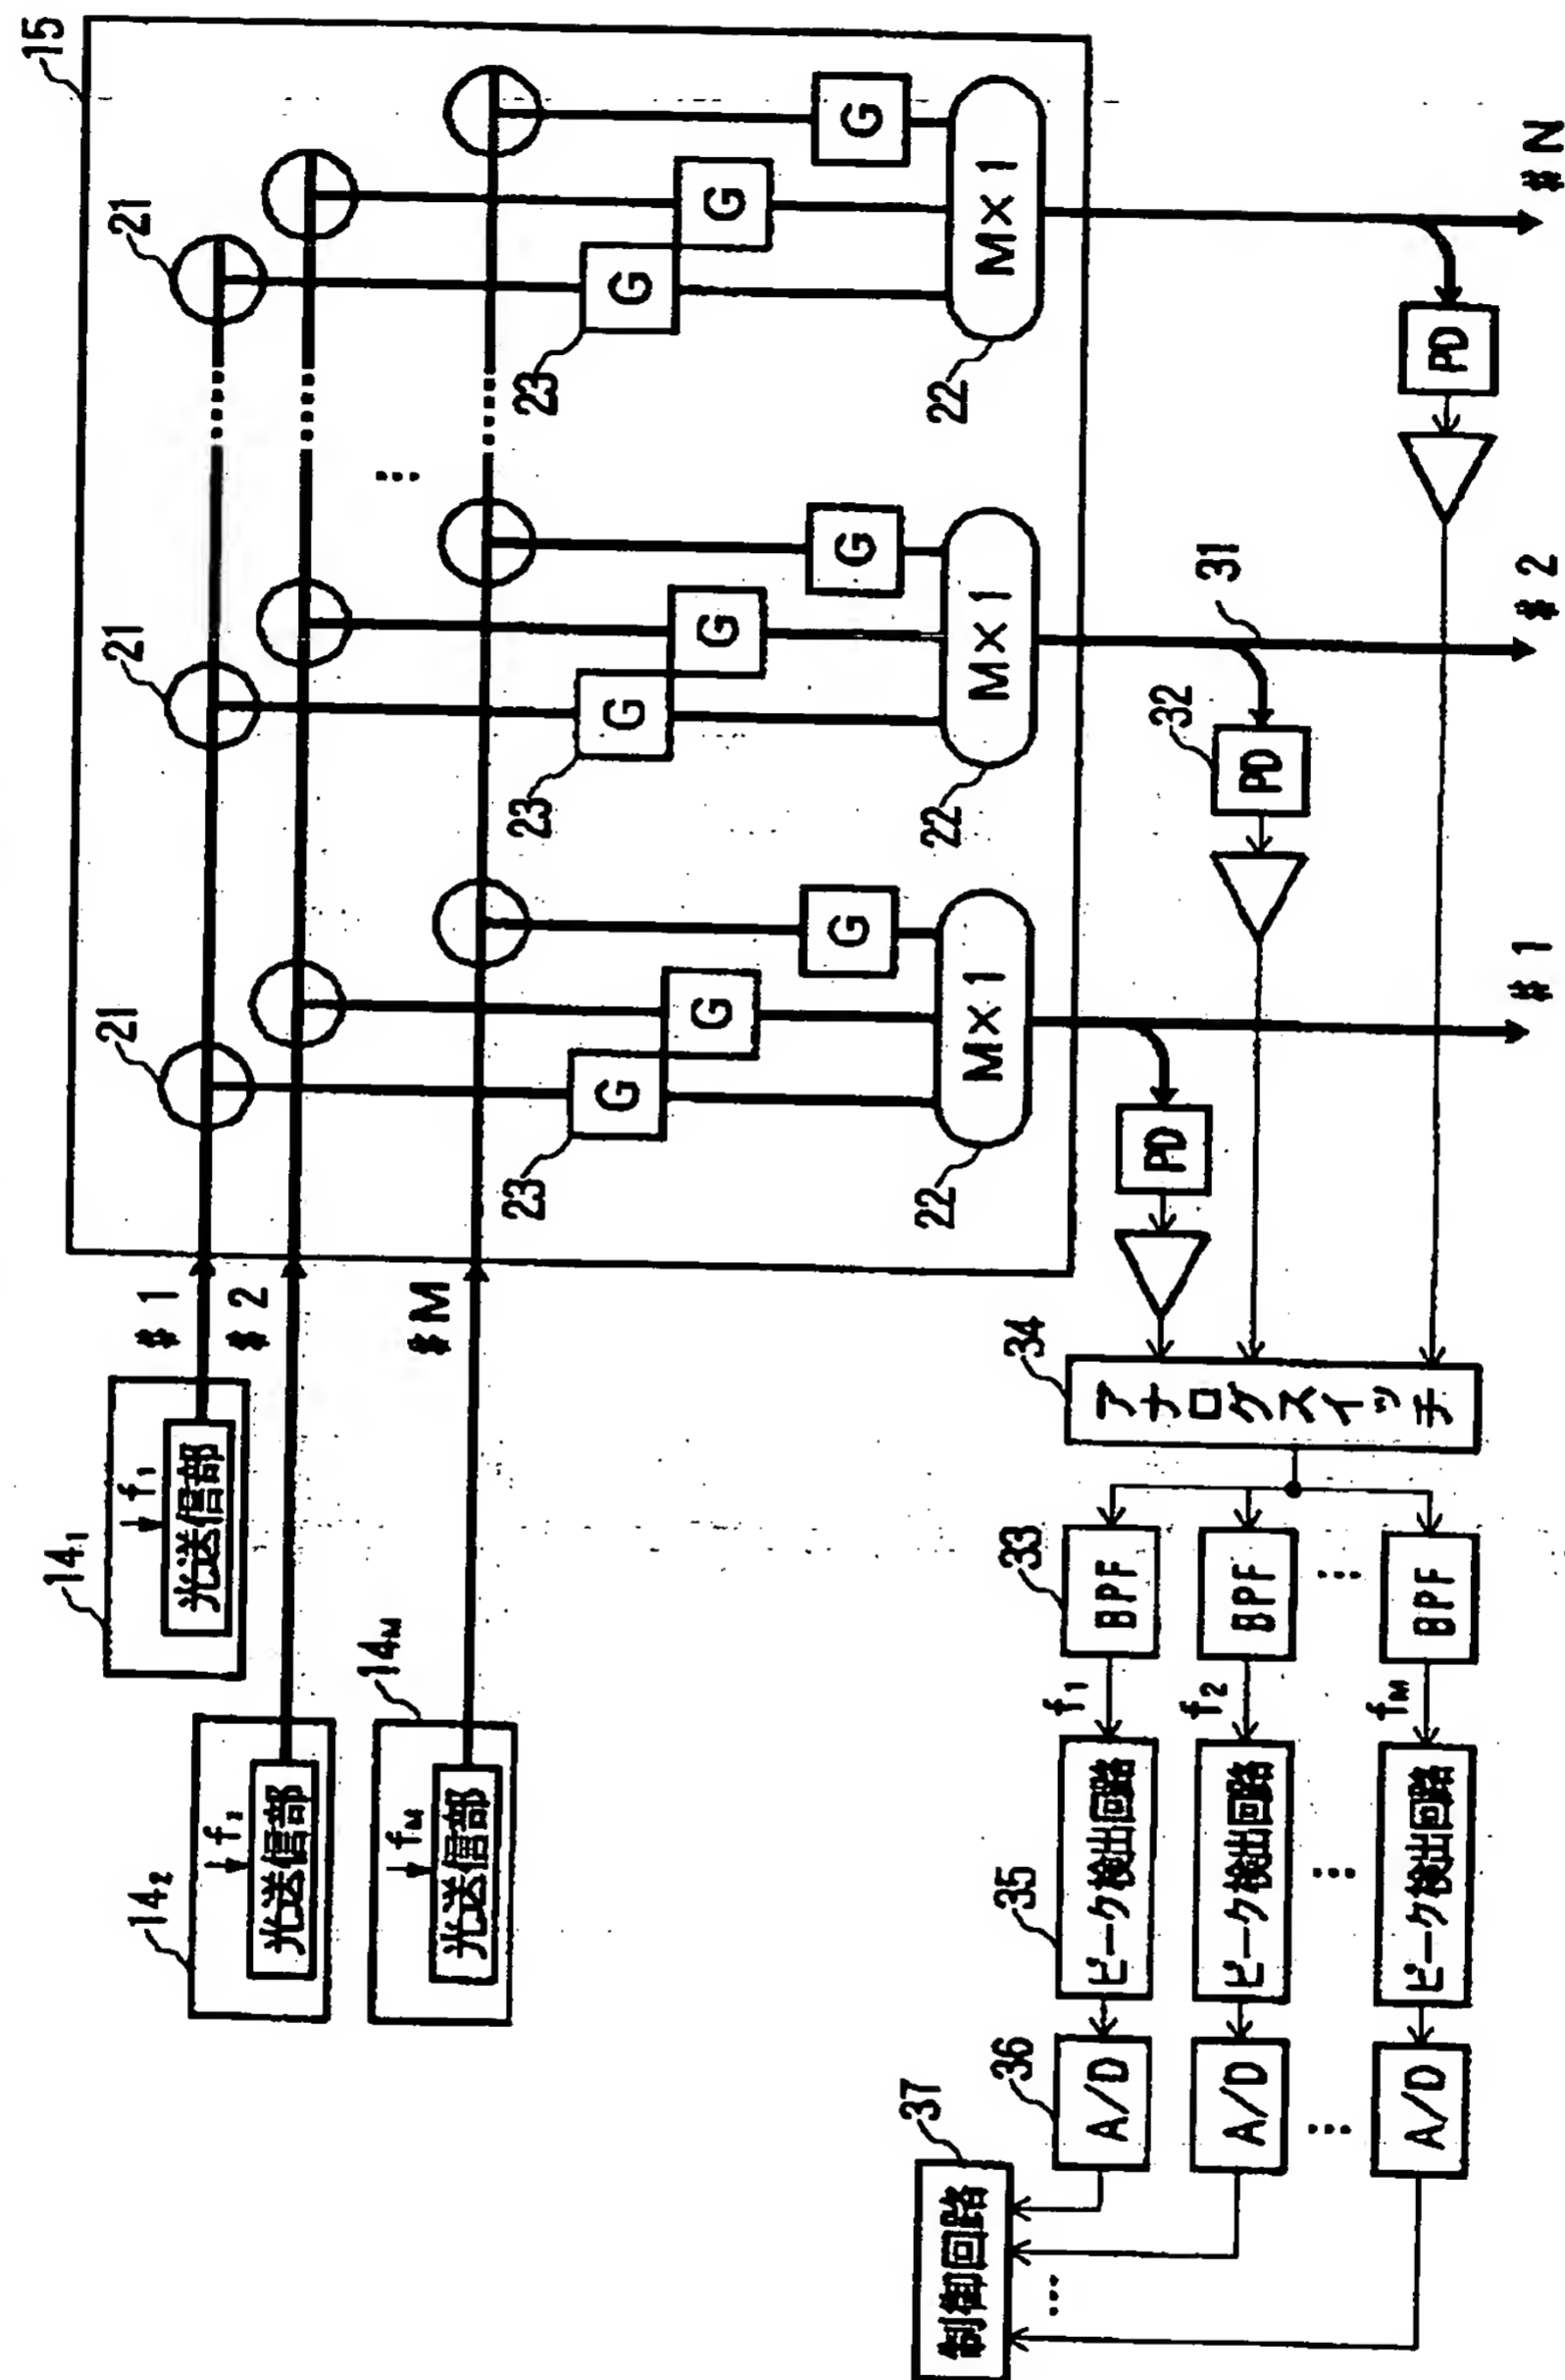 15
21
21
21
G
G
G
G
G
G
G
G
G
23
23
23
M×1
M×1
M×1
22
22
22
# 1
# 2
# M
14₁
f₁
光送信部
14₂
f₂
光送信部
14M
fM
光送信部
# N
# 2
# 1
31
32
PD
PD
PD
34
アナログスイッチ
33
BPF
BPF
BPF
f₁
f₂
fM
35
ピーク検出回路
ピーク検出回路
ピーク検出回路
36
A/D
A/D
A/D
37
制御回路